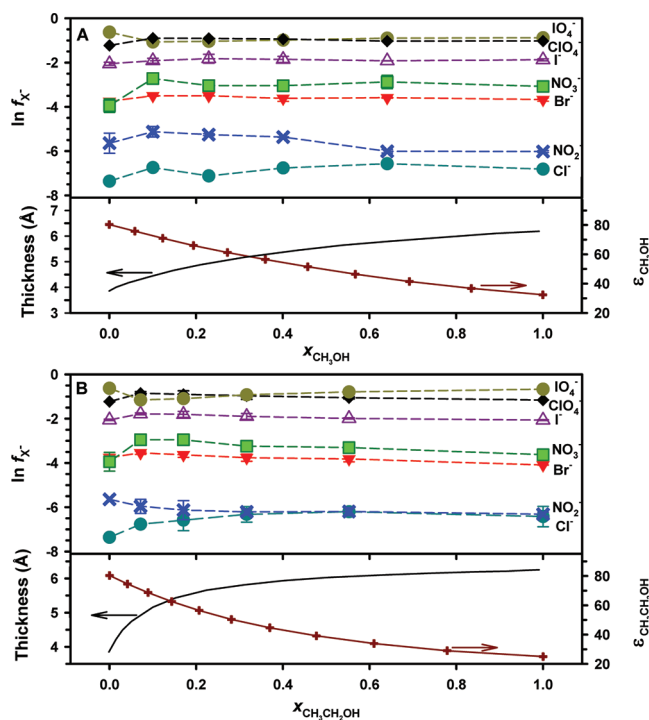 A
0
-2
-4
-6
-8
ln fX-
IO4-
ClO4-
I-
NO3-
Br-
NO2-
Cl-
7
6
5
4
3
Thickness (Å)
80
60
40
20
εCH3OH
0.0 0.2 0.4 0.6 0.8 1.0
xCH3OH
B
0
-2
-4
-6
-8
ln fX-
IO4-
ClO4-
I-
NO3-
Br-
NO2-
Cl-
6
5
4
Thickness (Å)
80
60
40
20
εCH3CH2OH
0.0 0.2 0.4 0.6 0.8 1.0
xCH3CH2OH